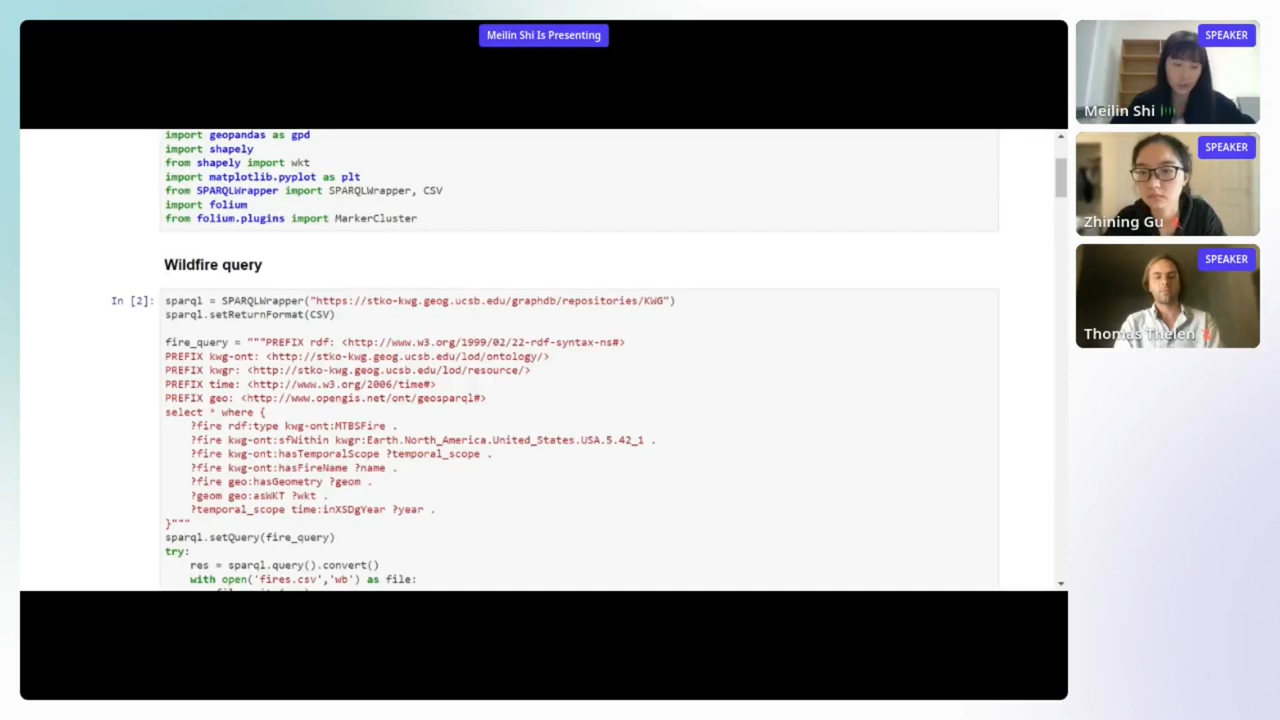 Meilin Shi Is Presenting
import geopandas as gpd
import shapely
from shapely import wkt
import matplotlib.pyplot as plt
from SPARQLWrapper import SPARQLWrapper, CSV
import folium
from folium.plugins import MarkerCluster
Wildfire query
In [2]:
sparql = SPARQLWrapper("https://stko-kwg.geog.ucsb.edu/graphdb/repositories/KWG")
sparql.setReturnFormat(CSV)
fire_query = """PREFIX rdf: <http://www.w3.org/1999/02/22-rdf-syntax-ns#>
PREFIX kwg-ont: <http://stko-kwg.geog.ucsb.edu/lod/ontology/>
PREFIX kwgr: <http://stko-kwg.geog.ucsb.edu/lod/resource/>
PREFIX time: <http://www.w3.org/2006/time#>
PREFIX geo: <http://www.opengis.net/ont/geosparql#>
select * where {
?fire rdf:type kwg-ont:MTBSFire .
?fire kwg-ont:sfWithin kwgr:Earth.North_America.United_States.USA.5.42_1 .
?fire kwg-ont:hasTemporalScope ?temporal_scope .
?fire kwg-ont:hasFireName ?name .
?fire geo:hasGeometry ?geom .
?geom geo:asWKT ?wkt .
?temporal_scope time:inXSDgYear ?year .
}"""
sparql.setQuery(fire_query)
try:
res = sparql.query().convert()
with open('fires.csv','wb') as file:
SPEAKER
Meilin Shi
SPEAKER
Zhining Gu
SPEAKER
Thomas Thelen